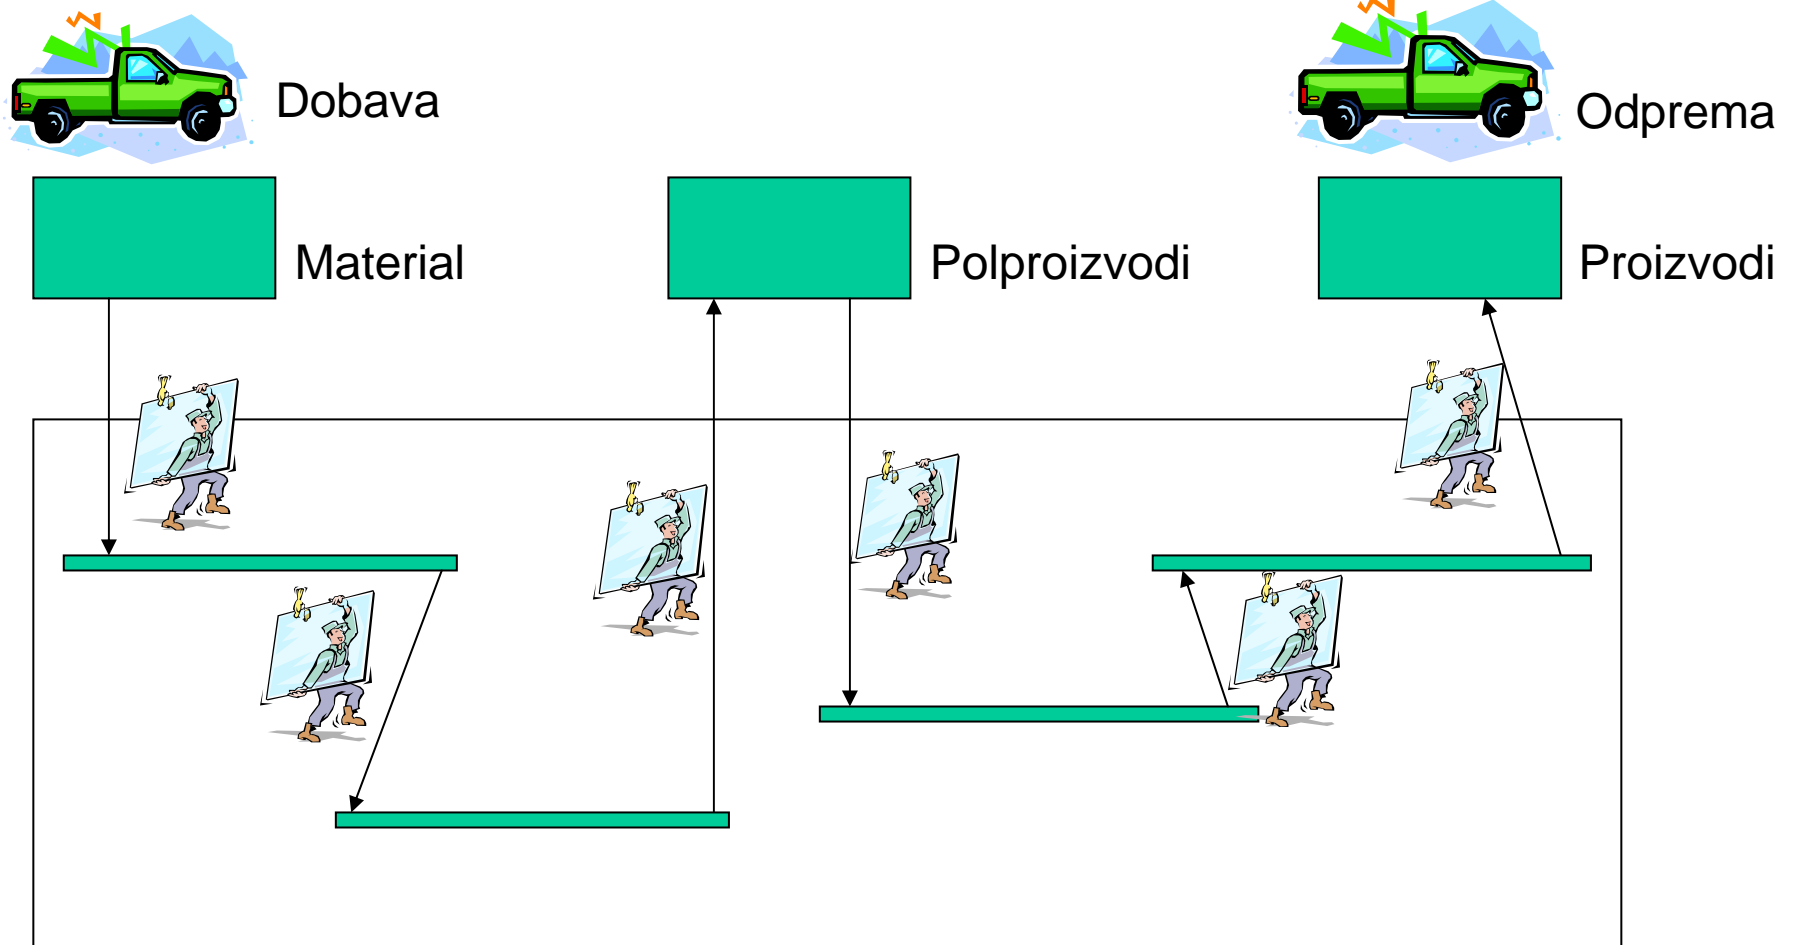 Dobava
Odprema
Material
Polproizvodi
Proizvodi